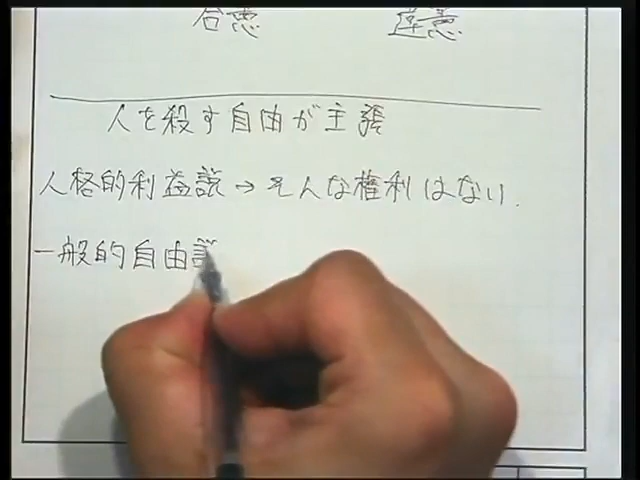 合憲 違憲
人を殺す自由が主張
人格的利益説→そんな権利はない.
一般的自由説